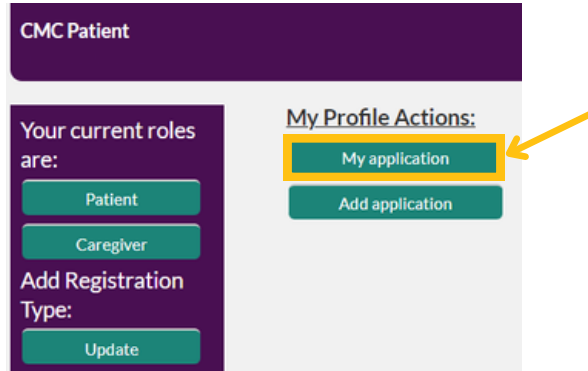 CMC Patient
Your current roles
are:
Patient
Caregiver
Add Registration
Type:
Update
My Profile Actions:
My application
Add application